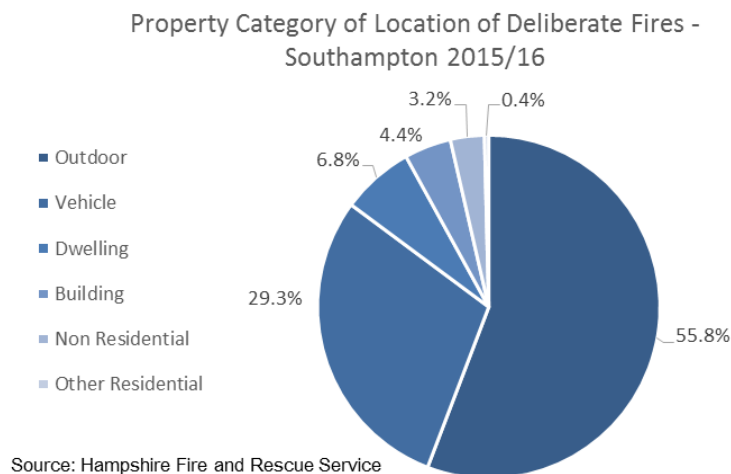 Property Category of Location of Deliberate Fires -
Southampton 2015/16
3.2%
0.4%
4.4%
6.8%
29.3%
55.8%
Outdoor
Vehicle
Dwelling
Building
Non Residential
Other Residential
Source: Hampshire Fire and Rescue Service